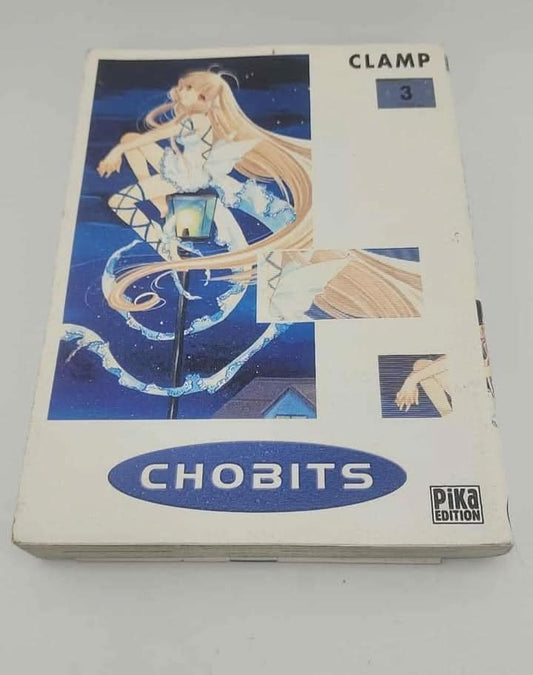 CLAMP
3
CHOBITS
Pika
EDITION